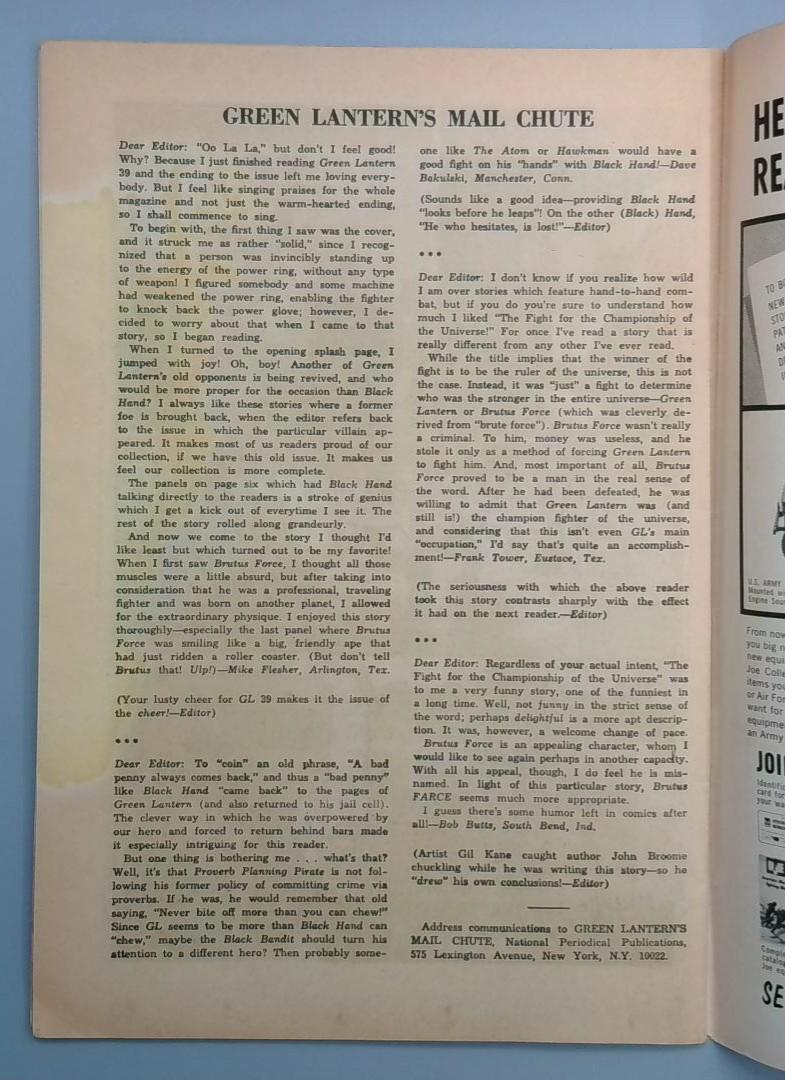 GREEN LANTERN'S MAIL CHUTE
Dear Editor: "Oo La La," but don't I feel good!
Why? Because I just finished reading Green Lantern
39 and the ending to the issue left me loving every-
body. But I feel like singing praises for the whole
magazine and not just the warm-hearted ending,
so I shall commence to sing.
To begin with, the first thing I saw was the cover,
and it struck me as rather "solid," since I recog-
nized that a person was invincibly standing up
to the energy of the power ring, without any type
of weapon! I figured somebody and some machine
had weakened the power ring, enabling the fighter
to knock back the power glove; however, I de-
cided to worry about that when I came to that
story, so I began reading.
When I turned to the opening splash page, I
jumped with joy! Oh, boy! Another of Green
Lantern's old opponents is being revived, and who
would be more proper for the occasion than Black
Hand? I always like these stories where a former
foe is brought back, when the editor refers back
to the issue in which the particular villain ap-
peared. It makes most of us readers proud of our
collection, if we have this old issue. It makes us
feel our collection is more complete.
The panels on page six which had Black Hand
talking directly to the readers is a stroke of genius
which I get a kick out of everytime I see it. The
rest of the story rolled along grandeurly.
And now we come to the story I thought I'd
like least but which turned out to be my favorite!
When I first saw Brutus Force, I thought all those
muscles were a little absurd, but after taking into
consideration that he was a professional, traveling
fighter and was born on another planet, I allowed
for the extraordinary physique. I enjoyed this story
thoroughly—especially the last panel where Brutus
Force was smiling like a big, friendly ape that
had just ridden a roller coaster. (But don't tell
Brutus that! Ulp!)—Mike Flesher, Arlington, Tex.
(Your lusty cheer for GL 39 makes it the issue of
the cheer!—Editor)
•••
Dear Editor: To "coin" an old phrase, "A bad
penny always comes back," and thus a "bad penny"
like Black Hand "came back" to the pages of
Green Lantern (and also returned to his jail cell).
The clever way in which he was overpowered by
our hero and forced to return behind bars made
it especially intriguing for this reader.
But one thing is bothering me . . . what's that?
Well, it's that Proverb Planning Pirate is not fol-
lowing his former policy of committing crime via
proverbs. If he was, he would remember that old
saying, "Never bite off more than you can chew!"
Since GL seems to be more than Black Hand can
"chew," maybe the Black Bandit should turn his
attention to a different hero? Then probably some-
one like The Atom or Hawkman would have a
good fight on his "hands" with Black Hand!—Dave
Bakulski, Manchester, Conn.
(Sounds like a good idea—providing Black Hand
"looks before he leaps"! On the other (Black) Hand,
"He who hesitates, is lost!"—Editor)
•••
Dear Editor: I don't know if you realize how wild
I am over stories which feature hand-to-hand com-
bat, but if you do you're sure to understand how
much I liked "The Fight for the Championship of
the Universe!" For once I've read a story that is
really different from any other I've ever read.
While the title implies that the winner of the
fight is to be the ruler of the universe, this is not
the case. Instead, it was "just" a fight to determine
who was the stronger in the entire universe—Green
Lantern or Brutus Force (which was cleverly de-
rived from "brute force"). Brutus Force wasn't really
a criminal. To him, money was useless, and he
stole it only as a method of forcing Green Lantern
to fight him. And, most important of all, Brutus
Force proved to be a man in the real sense of
the word. After he had been defeated, he was
willing to admit that Green Lantern was (and
still is!) the champion fighter of the universe,
and considering that this isn't even GL's main
"occupation," I'd say that's quite an accomplish-
ment!—Frank Tower, Eustace, Tex.
(The seriousness with which the above reader
took this story contrasts sharply with the effect
it had on the next reader.—Editor)
•••
Dear Editor: Regardless of your actual intent, "The
Fight for the Championship of the Universe" was
to me a very funny story, one of the funniest in
a long time. Well, not funny in the strict sense of
the word; perhaps delightful is a more apt descrip-
tion. It was, however, a welcome change of pace.
Brutus Force is an appealing character, whom I
would like to see again perhaps in another capacity.
With all his appeal, though, I do feel he is mis-
named. In light of this particular story, Brutus
FARCE seems much more appropriate.
I guess there's some humor left in comics after
all!—Bob Butts, South Bend, Ind.
(Artist Gil Kane caught author John Broome
chuckling while he was writing this story—so he
"drew" his own conclusions!—Editor)
Address communications to GREEN LANTERN'S
MAIL CHUTE, National Periodical Publications,
575 Lexington Avenue, New York, N.Y. 10022.
HE
RE
TO B
NEW
STO
PAT
AN
U.S. ARMY
Mounted wi
Engine Soun
From now
you big n
new equi
Joe Colle
items yo
or Air For
want for
equipme
an Army
JOI
Identific
card for
your wa
Comple
catalog
Joe eq
SE